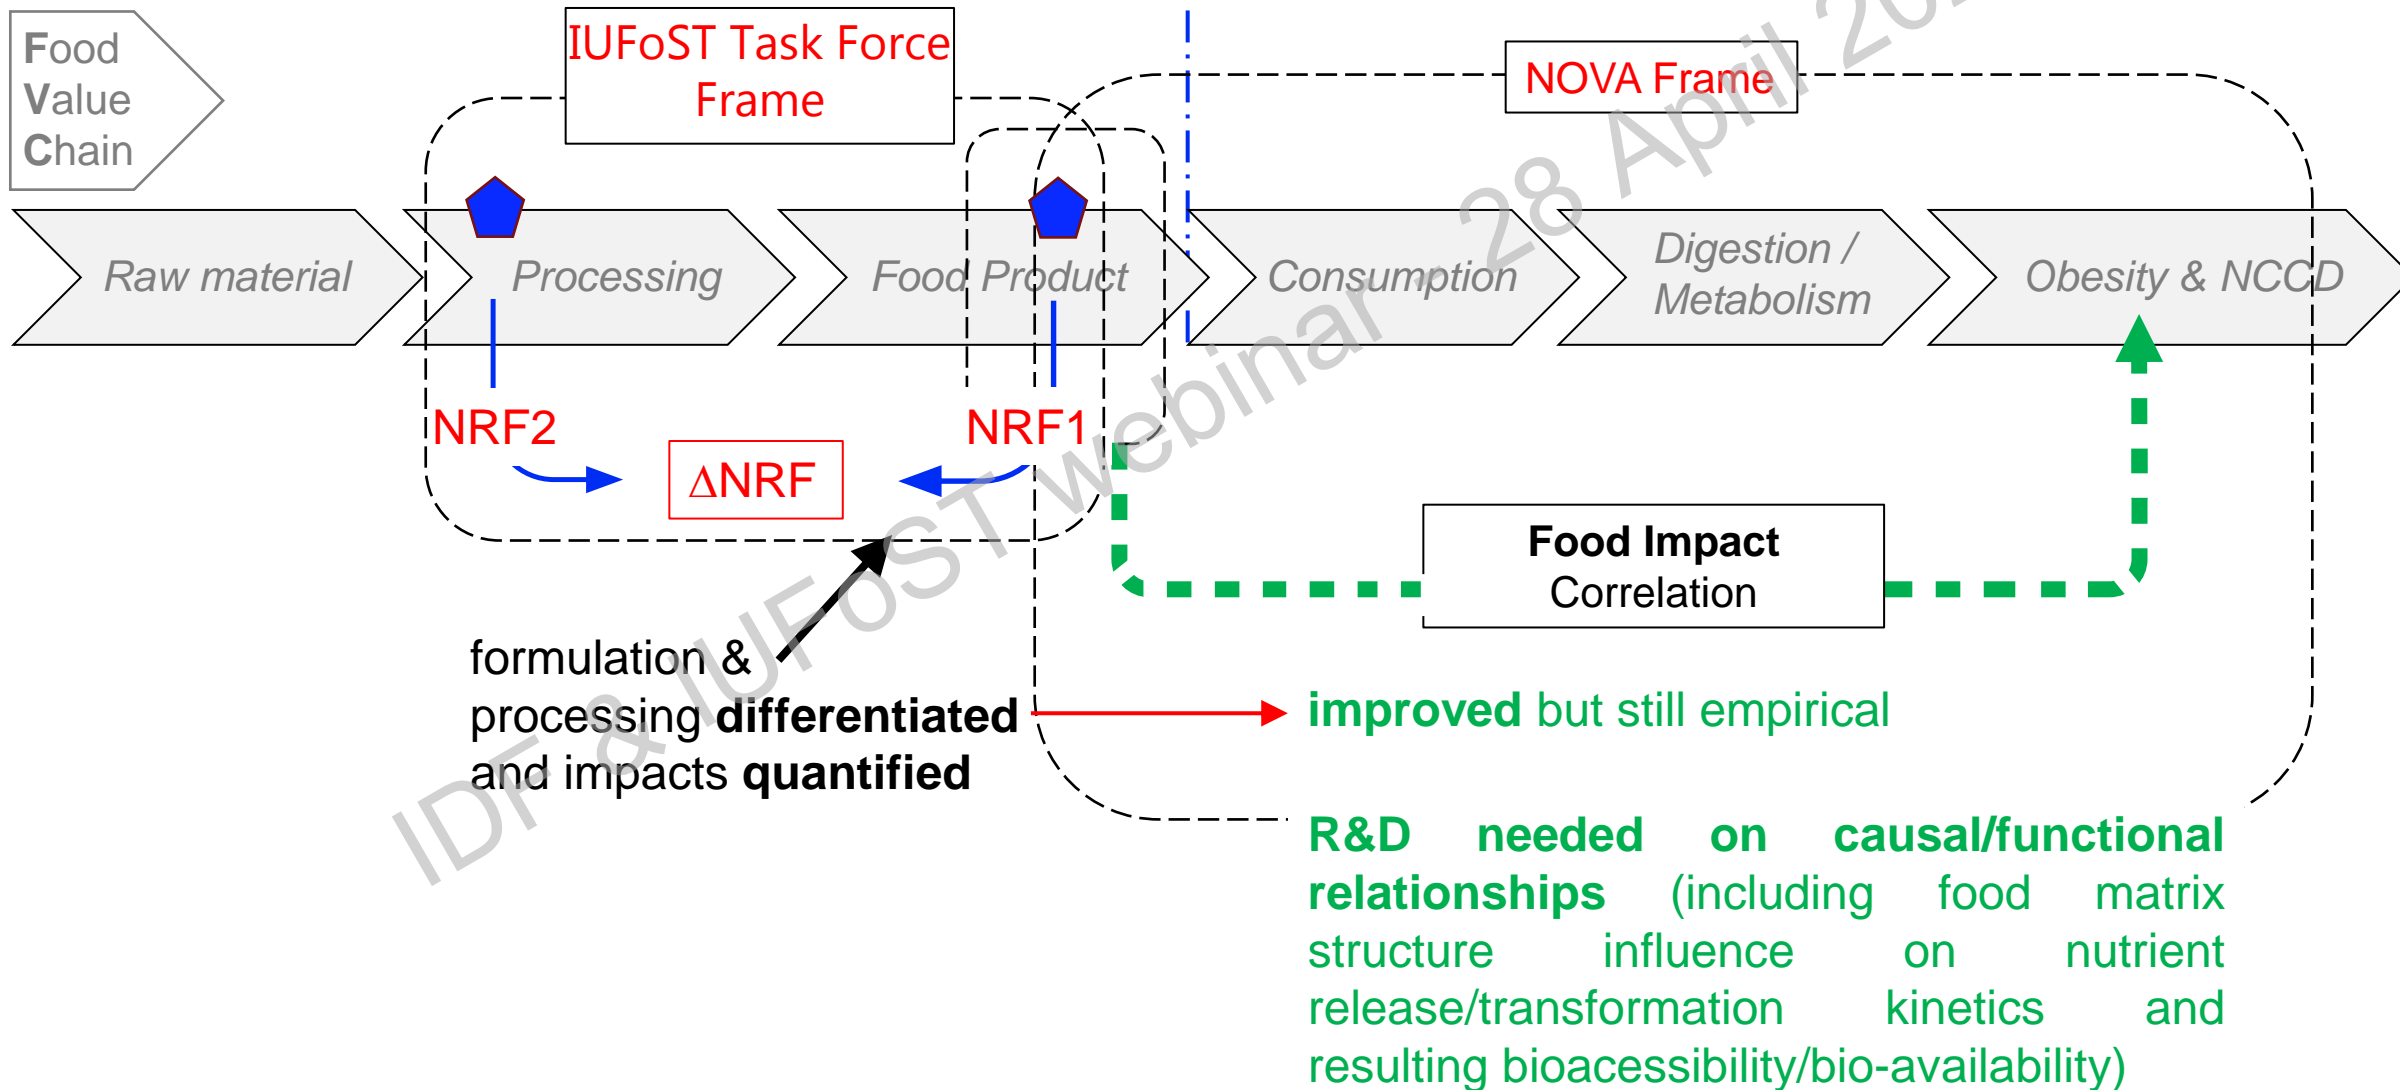 Food
Value
Chain
IUFoST Task Force
Frame
NOVA Frame
Raw material
Processing
Food Product
Consumption
Digestion /
Metabolism
Obesity & NCCD
NRF2
NRF1
ΔNRF
Food Impact
Correlation
formulation &
processing differentiated
and impacts quantified
improved but still empirical
R&D needed on causal/functional
relationships (including food matrix
structure influence on nutrient
release/transformation kinetics and
resulting bioacessibility/bio-availability)
IDF & IUFoST webinar - 28 April